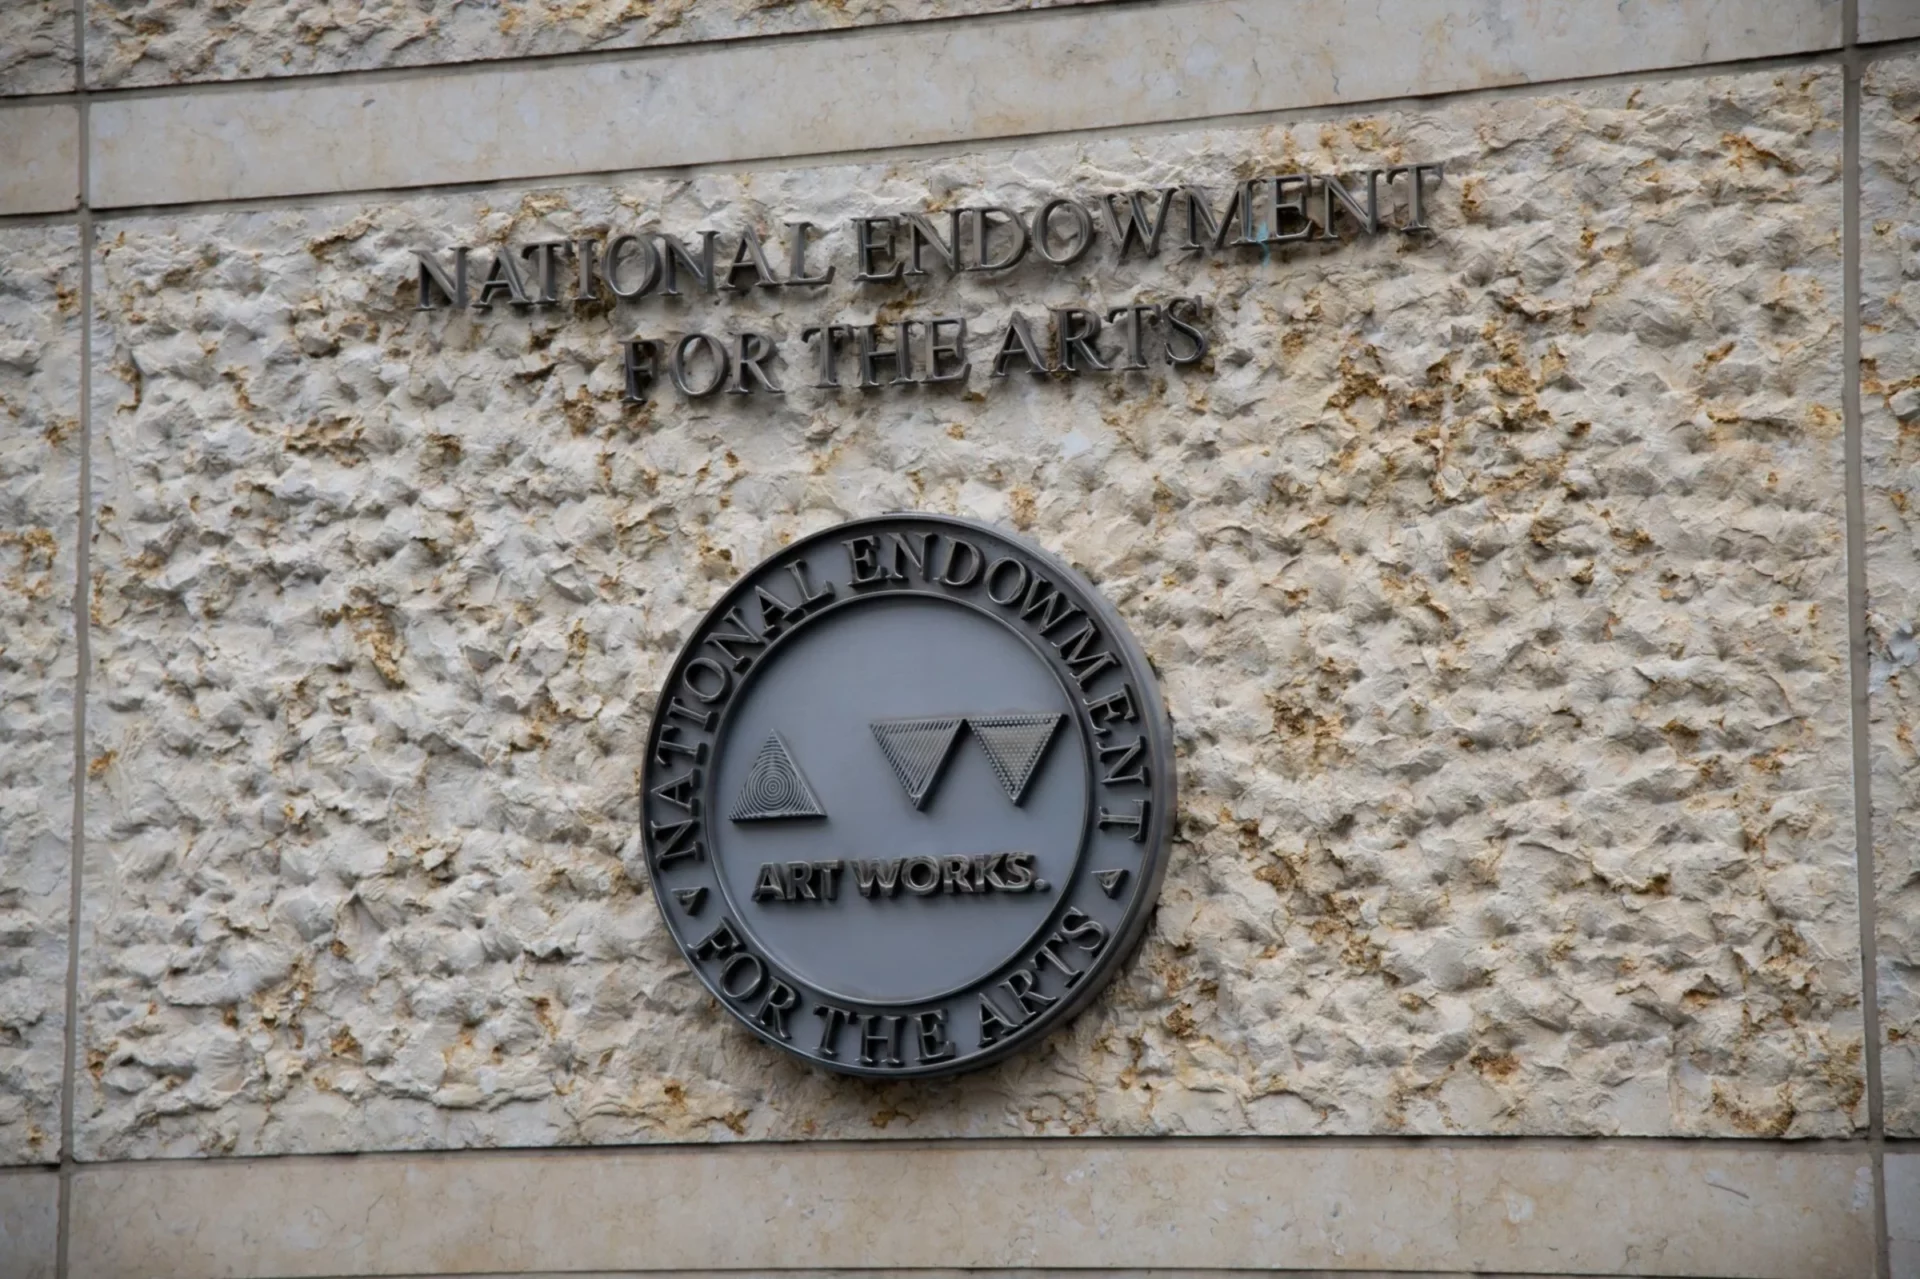 NATIONAL ENDOWMENT
FOR THE ARTS
NATIONAL ENDOWMENT
ART WORKS.
FOR THE ARTS